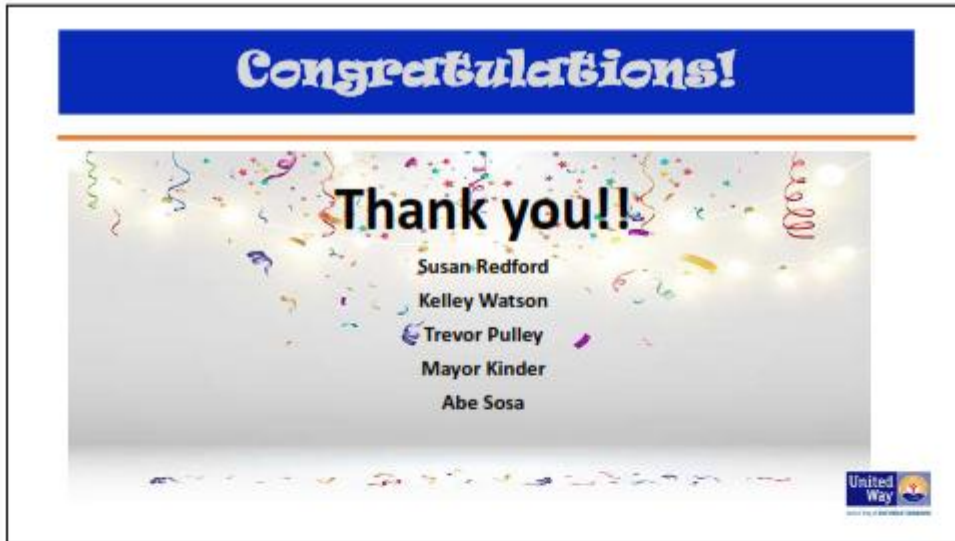 Congratulations!
Thank you!!
Susan Redford
Kelley Watson
Trevor Pulley
Mayor Kinder
Abe Sosa
United
Way